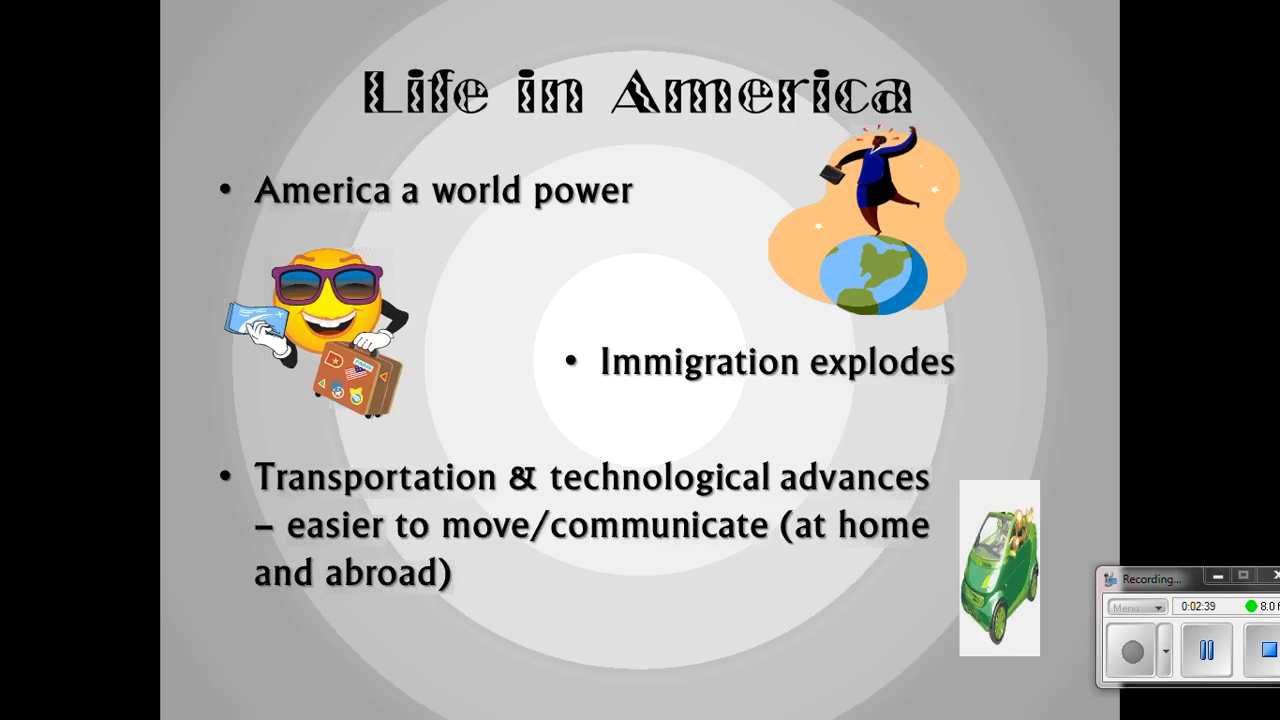 Life in America
• America a world power
• Immigration explodes
• Transportation & technological advances
– easier to move/communicate (at home
and abroad)
Recording...
Menu
0:02:39
8.0 f